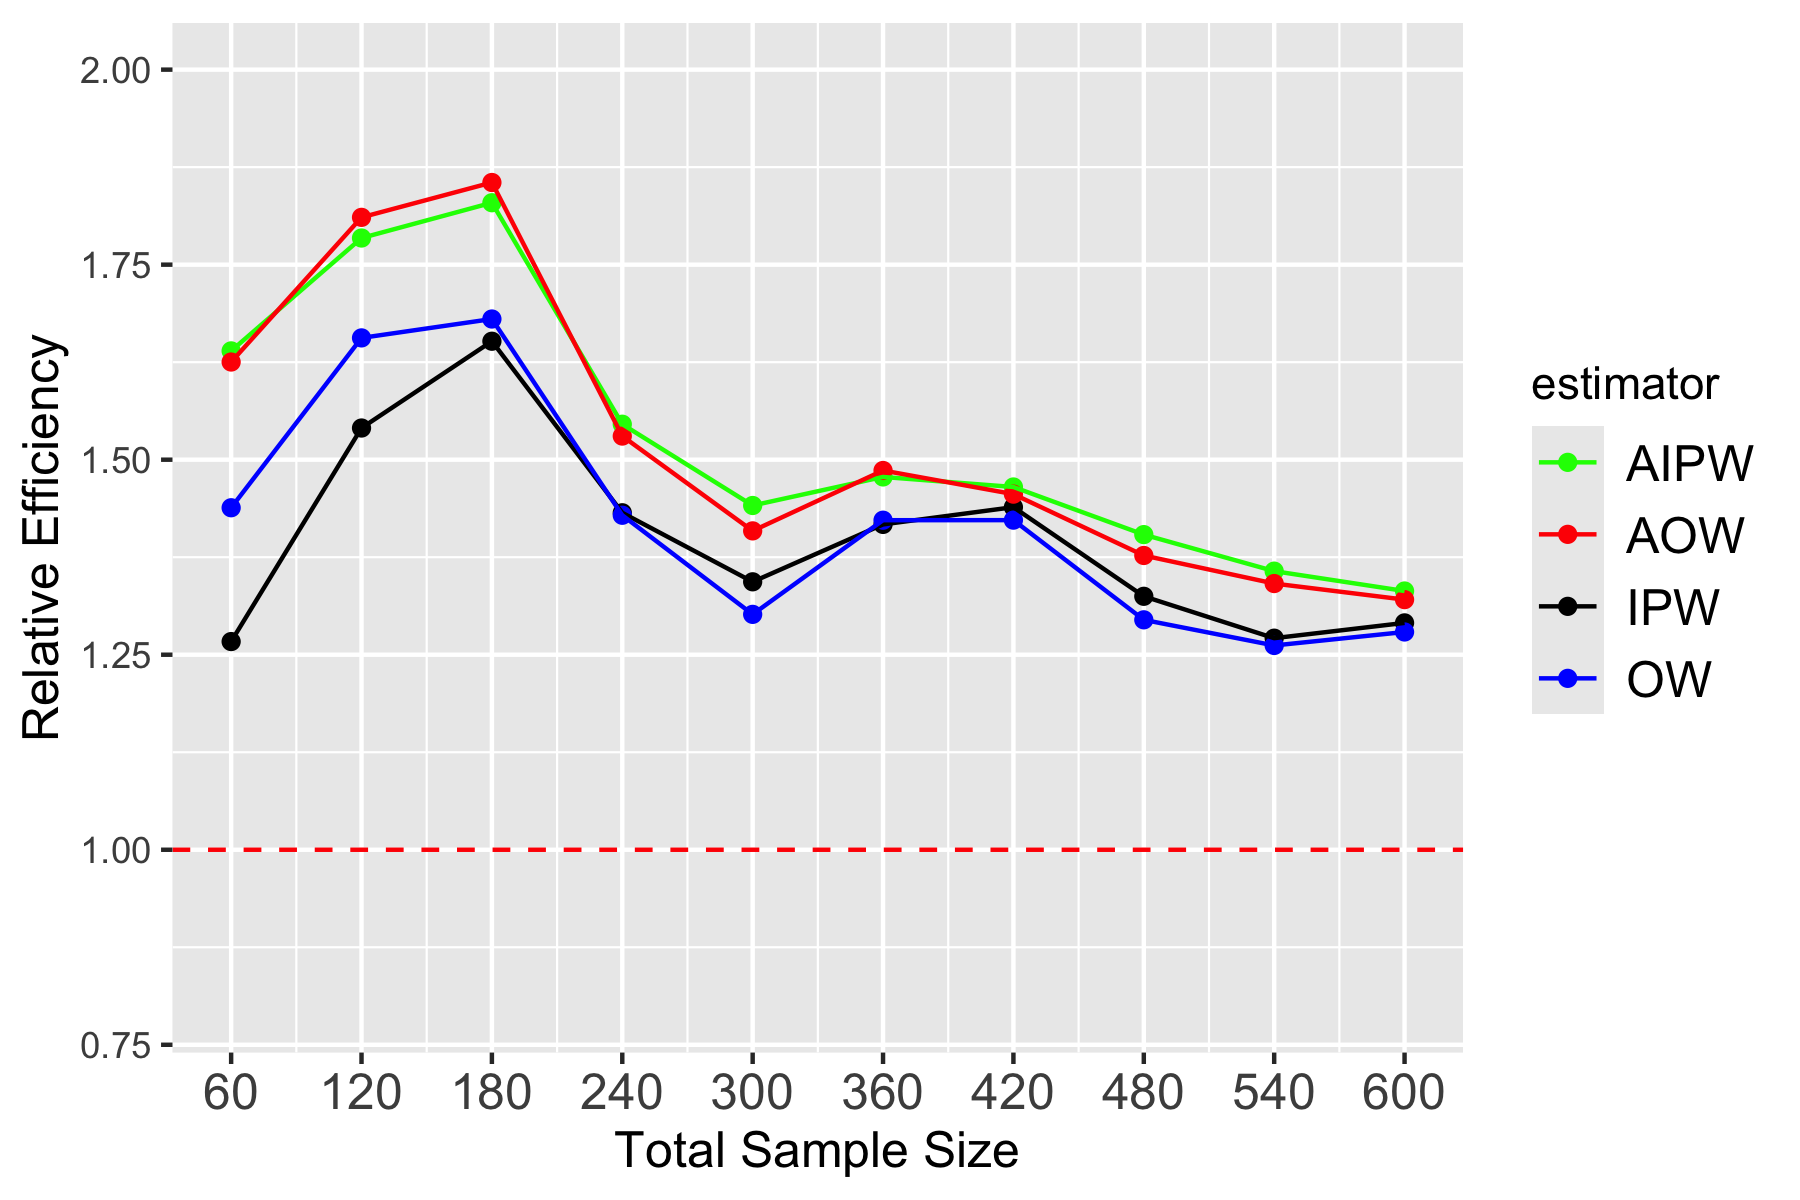 2.00
1.75
1.50
1.25
1.00
0.75
Relative Efficiency
60 120 180 240 300 360 420 480 540 600
Total Sample Size
estimator
AIPW
AOW
IPW
OW